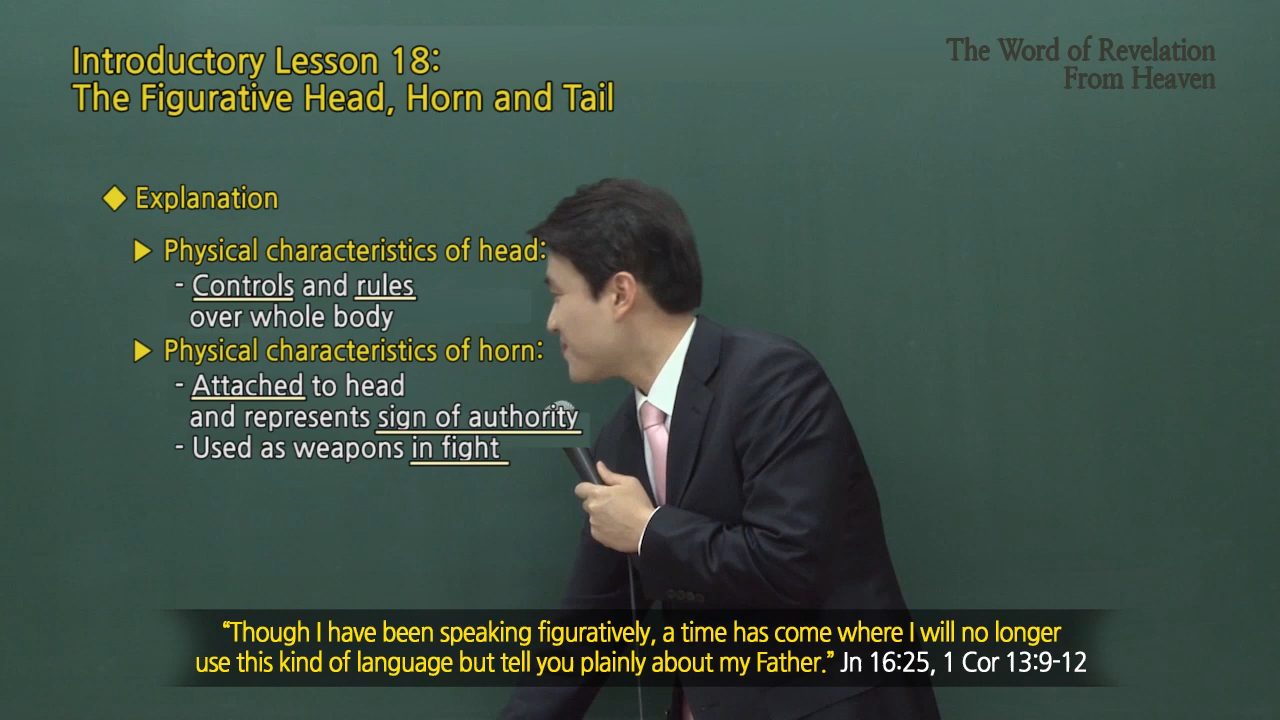 Introductory Lesson 18:
The Figurative Head, Horn and Tail
The Word of Revelation
From Heaven
◆ Explanation
▶ Physical characteristics of head:
- Controls and rules
over whole body
▶ Physical characteristics of horn:
- Attached to head
and represents sign of authority
- Used as weapons in fight
“Though I have been speaking figuratively, a time has come where I will no longer
use this kind of language but tell you plainly about my Father.” Jn 16:25, 1 Cor 13:9-12